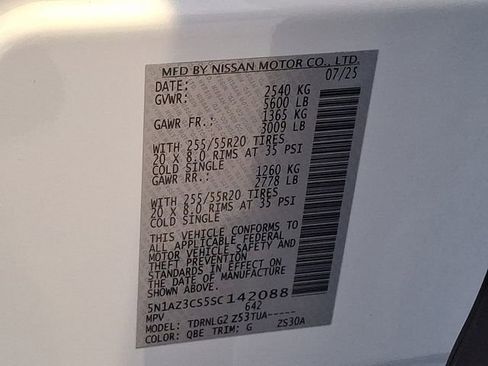 MFD BY NISSAN MOTOR CO., LTD.
DATE: 07/25
GVWR: 2540 KG
5600 LB
GAWR FR.: 1365 KG
3009 LB
WITH 255/55R20 TIRES
20 X 8.0 RIMS AT 35 PSI
COLD SINGLE
GAWR RR.: 1260 KG
2778 LB
WITH 255/55R20 TIRES
20 X 8.0 RIMS AT 35 PSI
COLD SINGLE
THIS VEHICLE CONFORMS TO
ALL APPLICABLE FEDERAL
MOTOR VEHICLE SAFETY AND
THEFT PREVENTION
STANDARDS IN EFFECT ON
THE DATE OF MANUFACTURE
SHOWN ABOVE.
5N1AZ3CS5SC142088
MPV 642
MODEL: TDRNLG2 Z53TUA-----
COLOR: QBE TRIM: G ZS30A